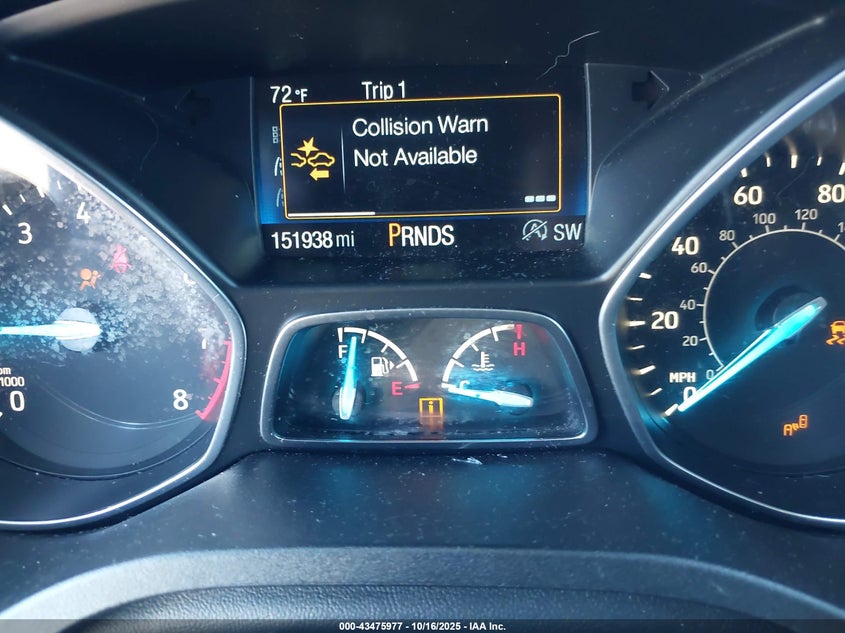 72°F Trip 1
Collision Warn
Not Available
151938 mi PRNDS SW
3 4
8
0
1000
F E
C H
i
0 20 40 60 80
20 40 60 80 100 120
MPH
000-43475977 - 10/16/2025 - IAA Inc.